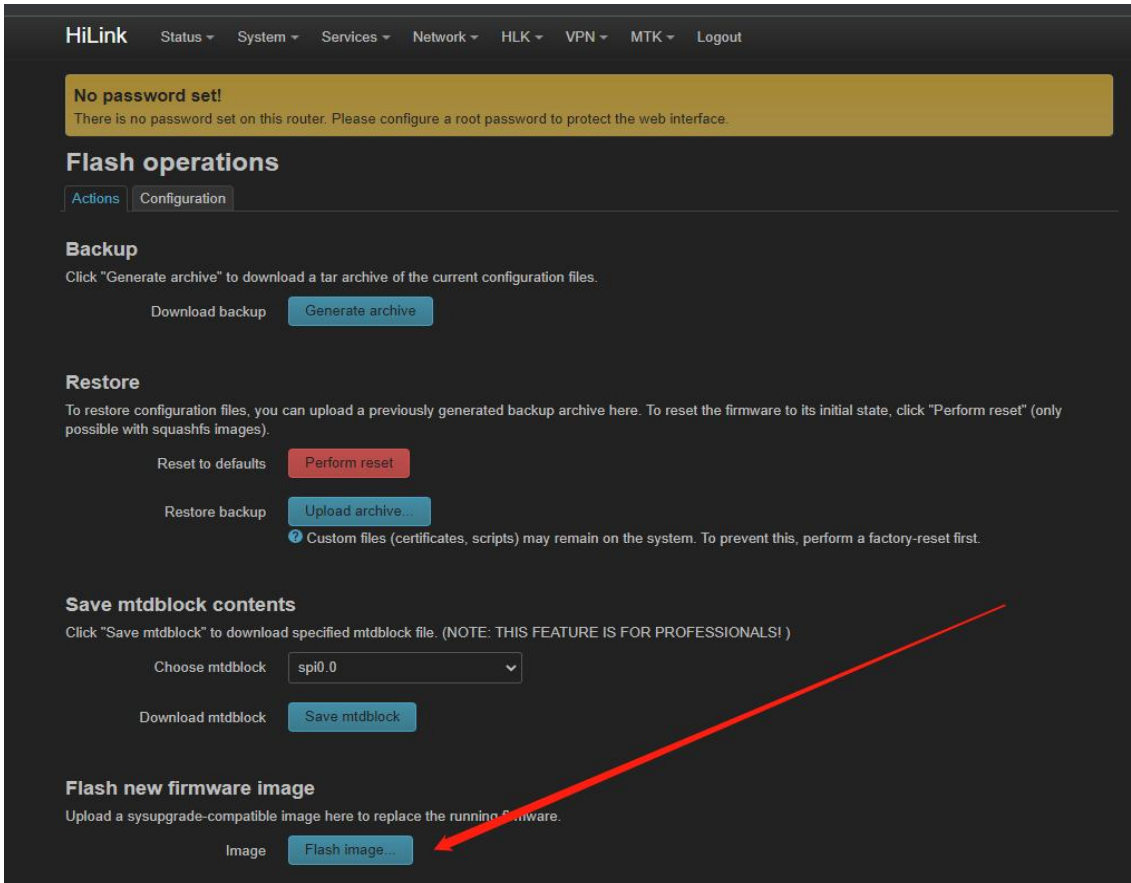 HiLink Status System Services Network HLK VPN MTK Logout
No password set!
There is no password set on this router. Please configure a root password to protect the web interface.
Flash operations
Actions Configuration
Backup
Click "Generate archive" to download a tar archive of the current configuration files.
Download backup Generate archive
Restore
To restore configuration files, you can upload a previously generated backup archive here. To reset the firmware to its initial state, click "Perform reset" (only
possible with squashfs images).
Reset to defaults Perform reset
Restore backup Upload archive...
? Custom files (certificates, scripts) may remain on the system. To prevent this, perform a factory-reset first.
Save mtdblock contents
Click "Save mtdblock" to download specified mtdblock file. (NOTE: THIS FEATURE IS FOR PROFESSIONALS! )
Choose mtdblock spi0.0
Download mtdblock Save mtdblock
Flash new firmware image
Upload a sysupgrade-compatible image here to replace the running firmware.
Image Flash image...